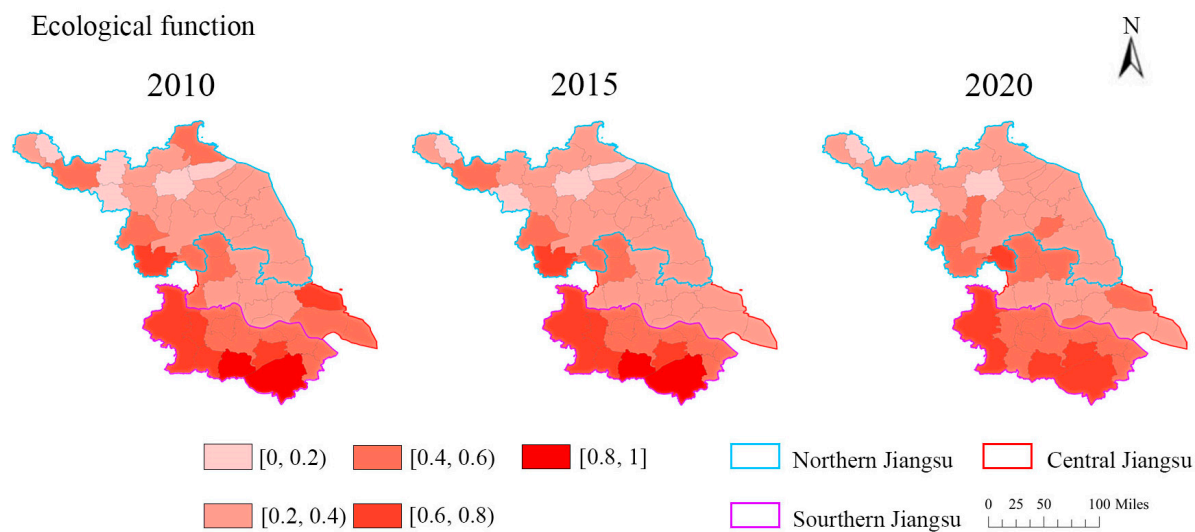 Ecological function
N
2010
2015
2020
[0, 0.2)
[0.4, 0.6)
[0.8, 1]
Northern Jiangsu
Central Jiangsu
[0.2, 0.4)
[0.6, 0.8)
Sourthern Jiangsu
0 25 50 100 Miles